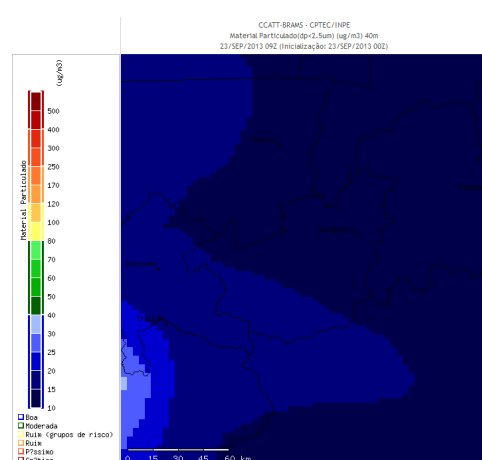 CCATT-BRAMS - CPTEC/INPE
Material Particulado(dp<2.5um) (ug/m3) 40m
23/SEP/2013 09Z (Inicialização: 23/SEP/2013 00Z)
(ug/m3)
Material Particulado
500
400
300
250
170
120
100
80
70
60
50
40
30
25
20
15
10
Boa
Moderada
Ruim (grupos de risco)
Ruim
P?ssimo
0 15 30 45 60 km